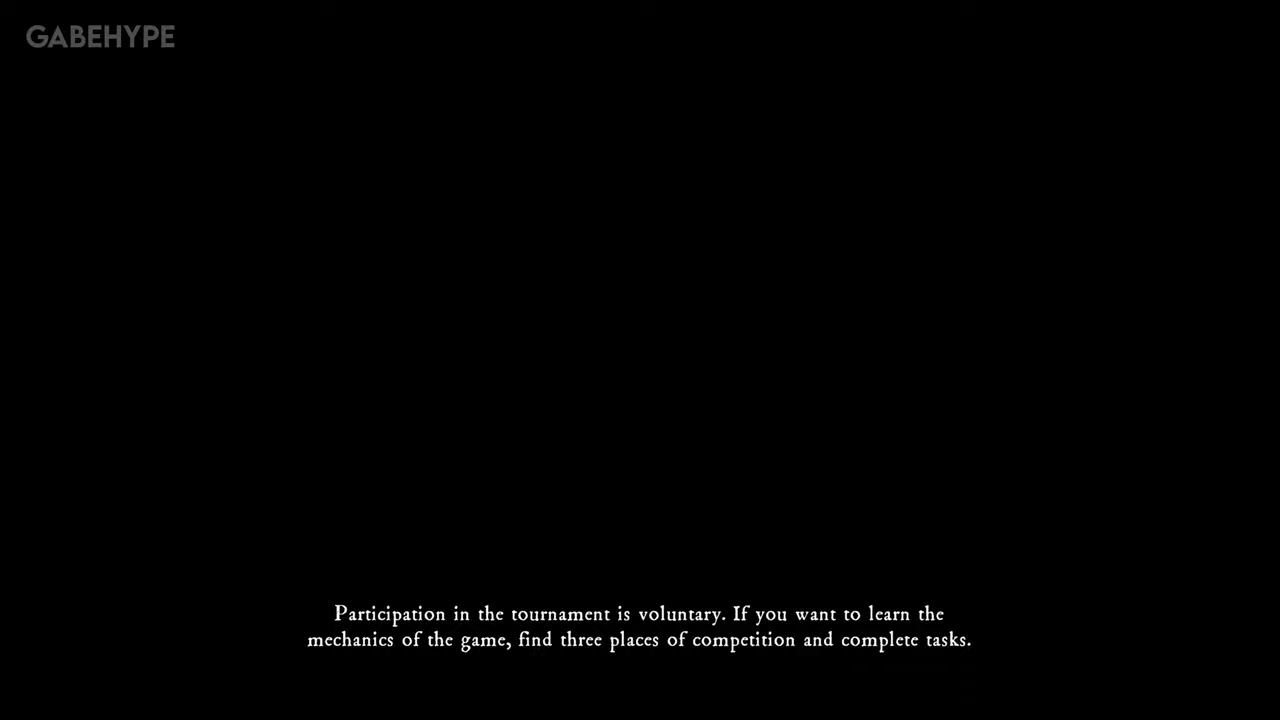 GABEHYPE
Participation in the tournament is voluntary. If you want to learn the
mechanics of the game, find three places of competition and complete tasks.